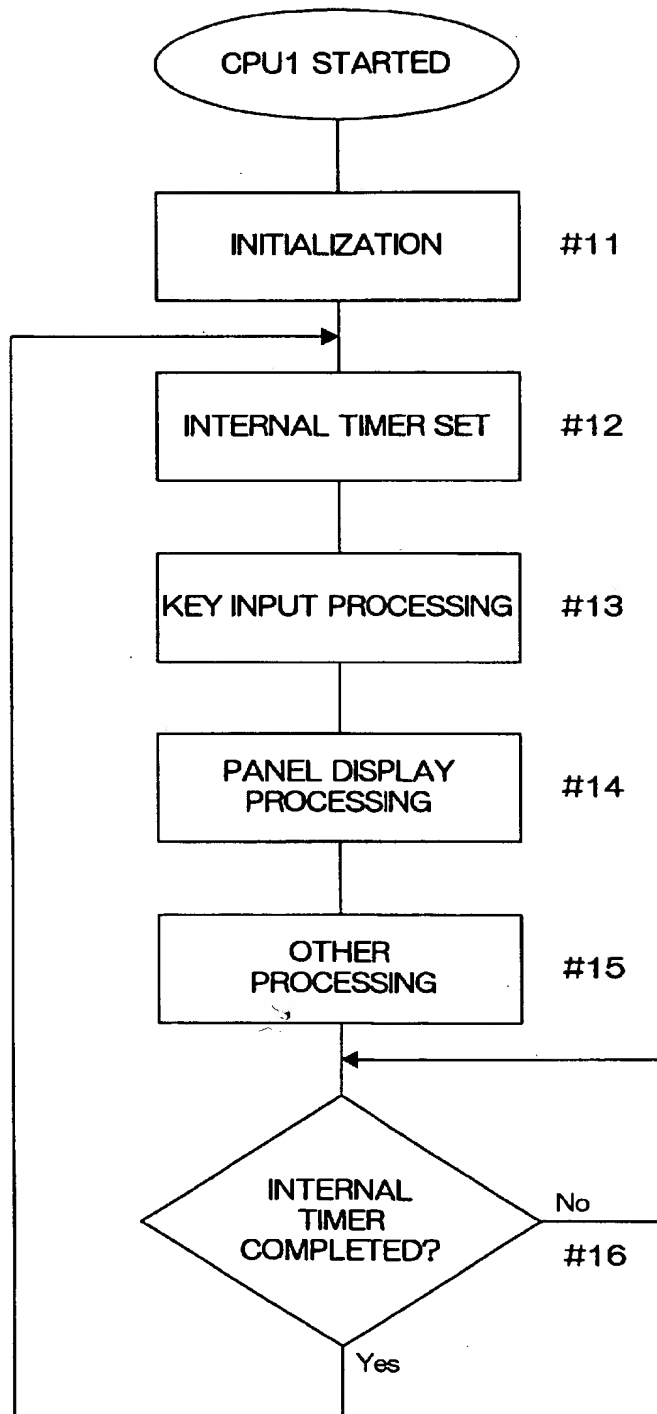 CPU1 STARTED
INITIALIZATION #11
INTERNAL TIMER SET #12
KEY INPUT PROCESSING #13
PANEL DISPLAY
PROCESSING
#14
OTHER
PROCESSING
#15
INTERNAL
TIMER
COMPLETED?
No
#16
Yes